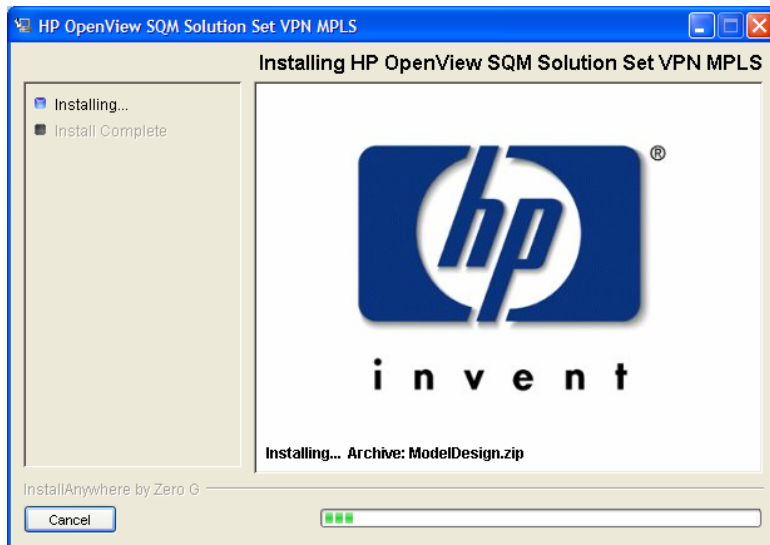 HP OpenView SQM Solution Set VPN MPLS
Installing HP OpenView SQM Solution Set VPN MPLS
Installing...
Install Complete
hp
®
invent
Installing... Archive: ModelDesign.zip
InstallAnywhere by Zero G
Cancel